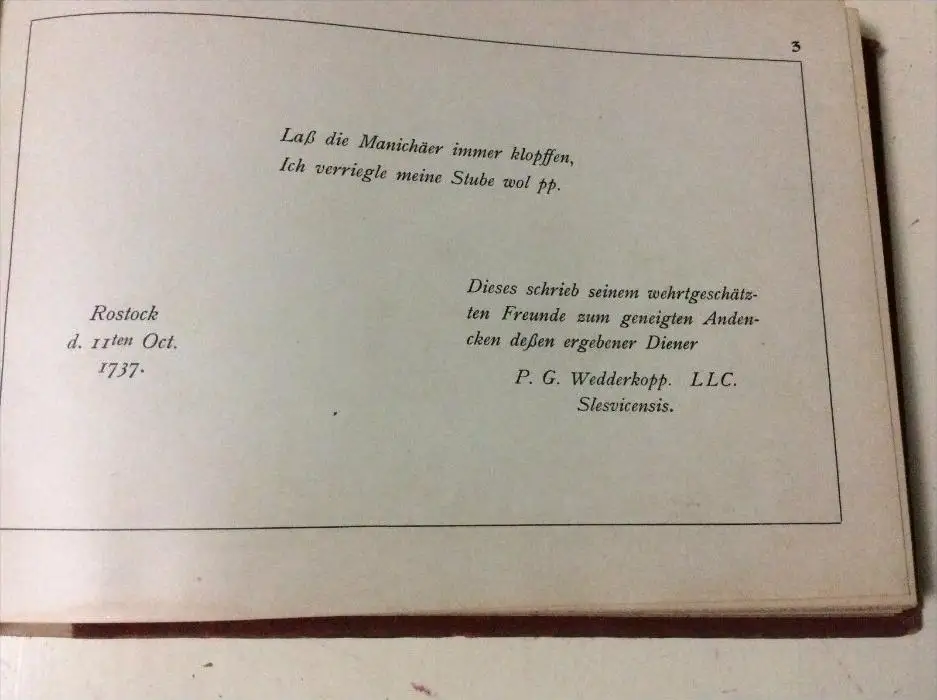 3
Laß die Manichäer immer klopffen,
Ich verriegle meine Stube wol pp.
Dieses schrieb seinem wehrtgeschätz-
ten Freunde zum geneigten Anden-
cken deßen ergebener Diener
P. G. Wedderkopp. LLC.
Slesvicensis.
Rostock
d. 11ten Oct.
1737.